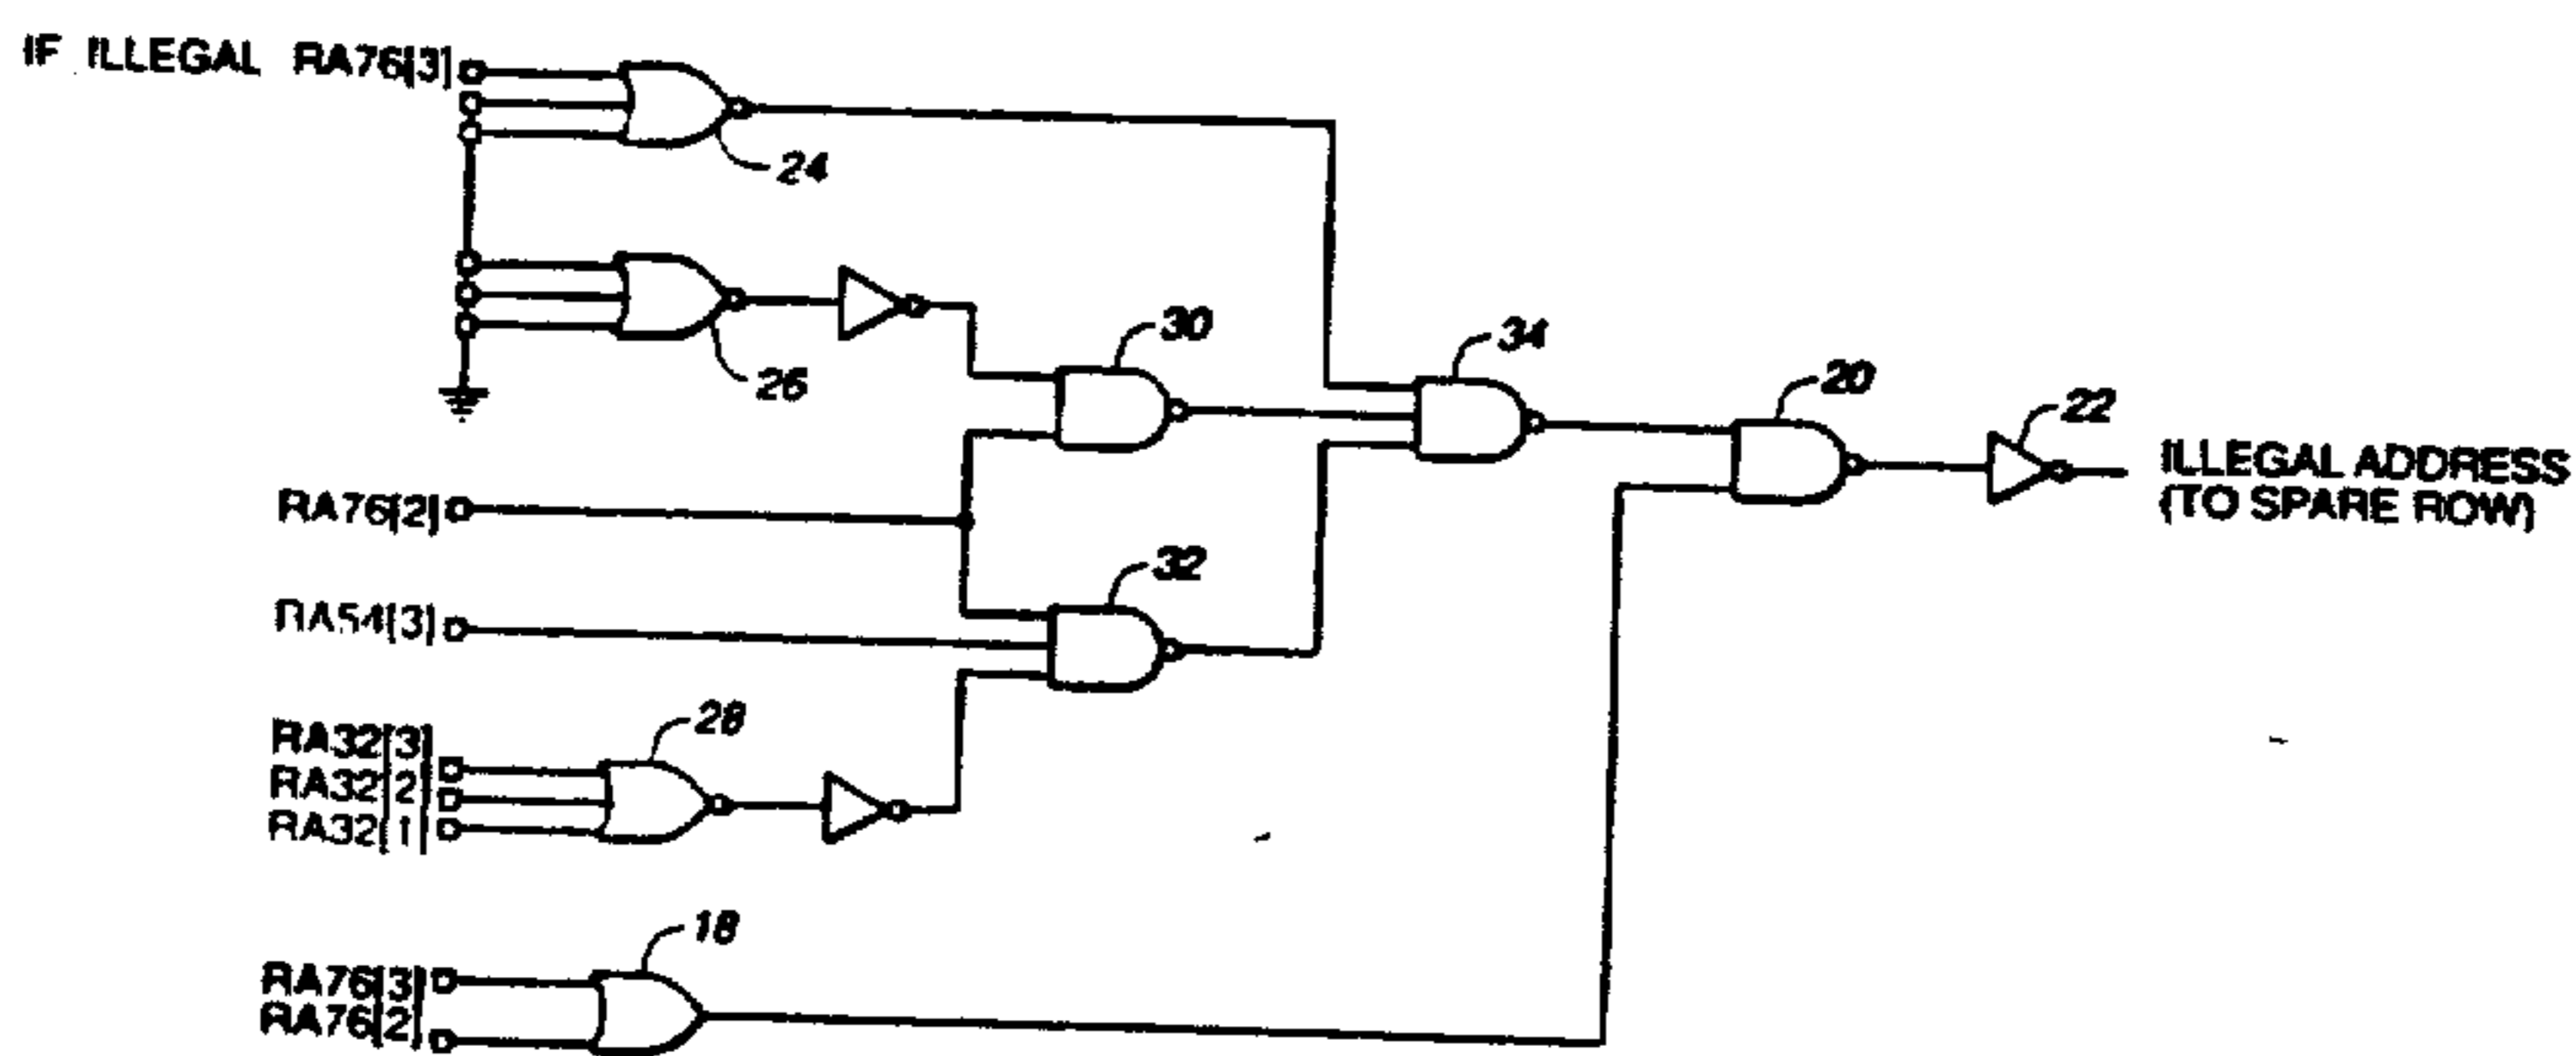 IF ILLEGAL RA76[3]
24
26
30
34
20
22
ILLEGAL ADDRESS
(TO SPARE ROW)
RA76[2]
32
RA54[3]
28
RA32[3]
RA32[2]
RA32[1]
18
RA76[3]
RA76[2]